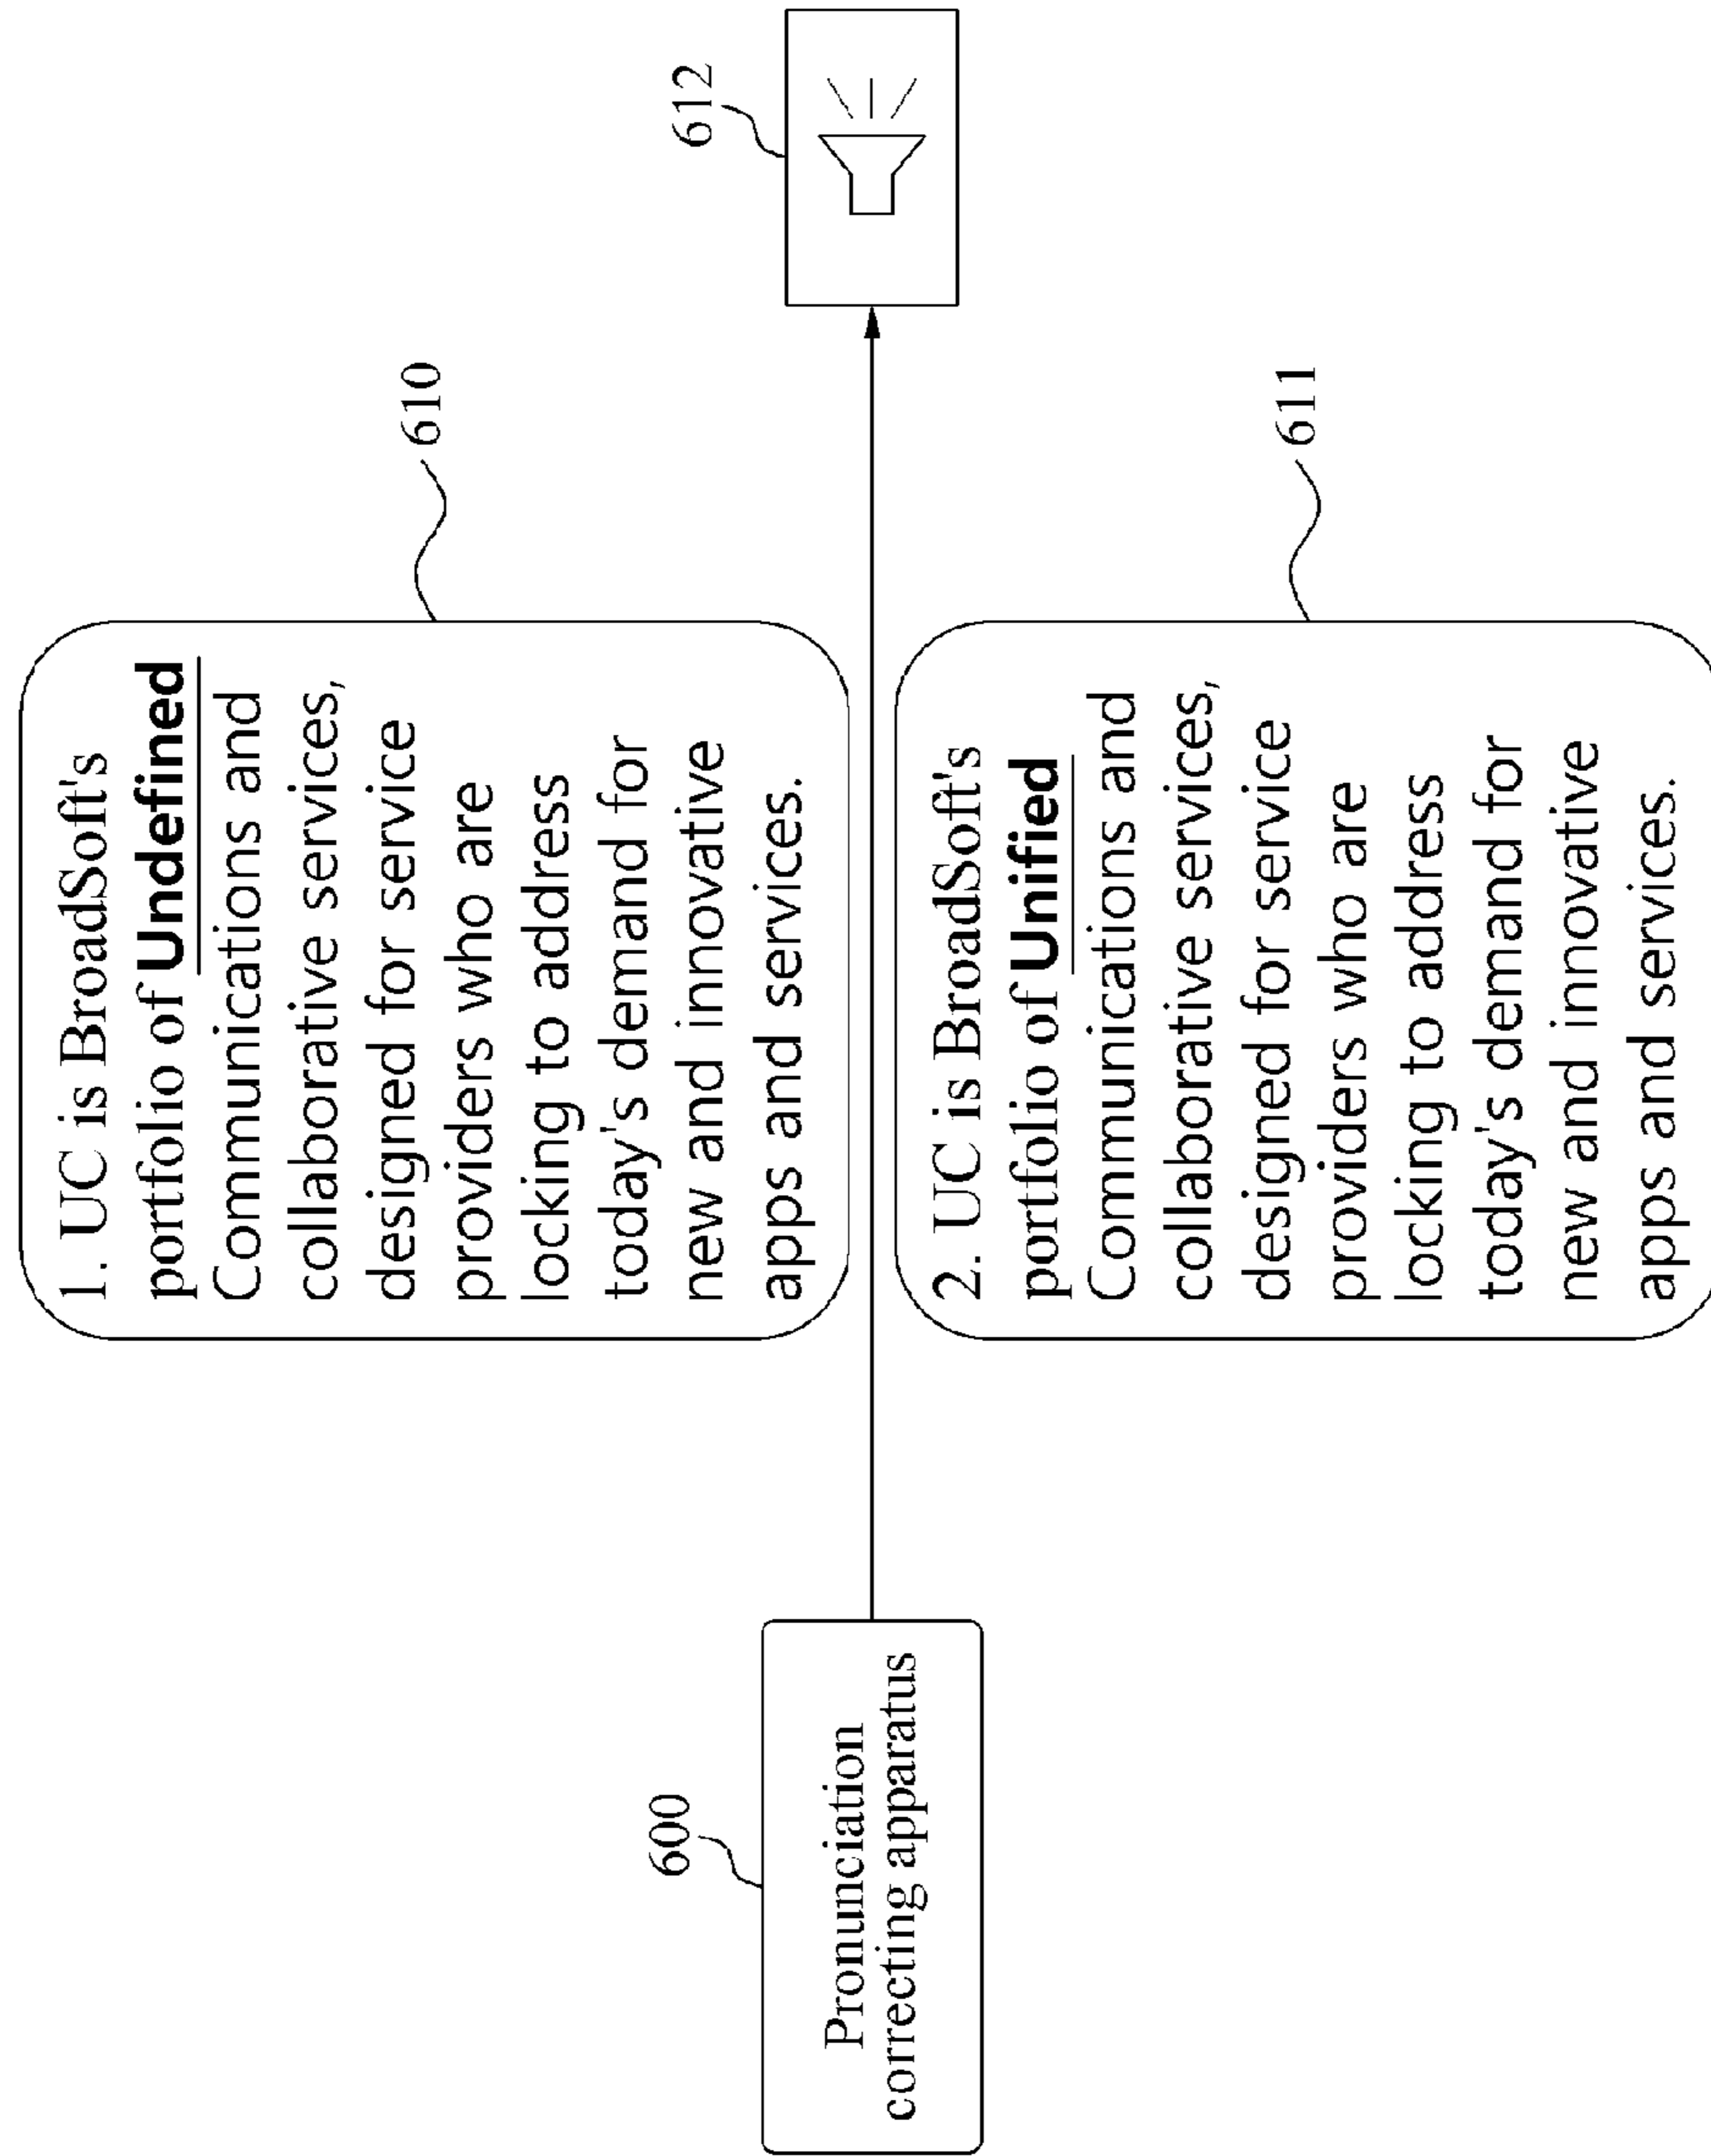 600
Pronunciation
correcting apparatus
1. UC is BroadSoft's
portfolio of Undefined
Communications and
collaborative services,
designed for service
providers who are
locking to address
today's demand for
new and innovative
apps and services.
610
2. UC is BroadSoft's
portfolio of Unified
Communications and
collaborative services,
designed for service
providers who are
locking to address
today's demand for
new and innovative
apps and services.
611
612